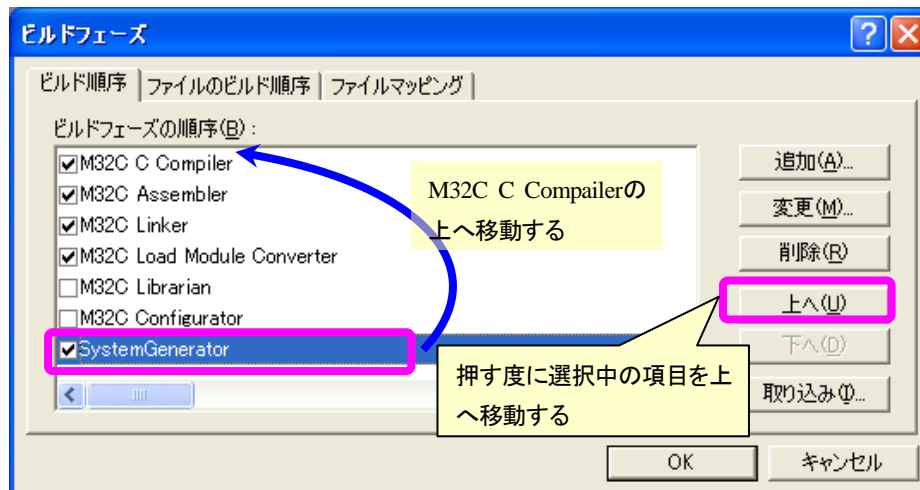 ビルドフェーズ
ビルド順序 ファイルのビルド順序 ファイルマッピング
ビルドフェーズの順序(B):
M32C C Compiler
M32C Assembler
M32C Linker
M32C Load Module Converter
M32C Librarian
M32C Configurator
SystemGenerator
M32C C Compailerの
上へ移動する
追加(A)...
変更(M)...
削除(R)
上へ(U)
下へ(D)
取り込み(I)...
押す度に選択中の項目を上
へ移動する
OK
キャンセル